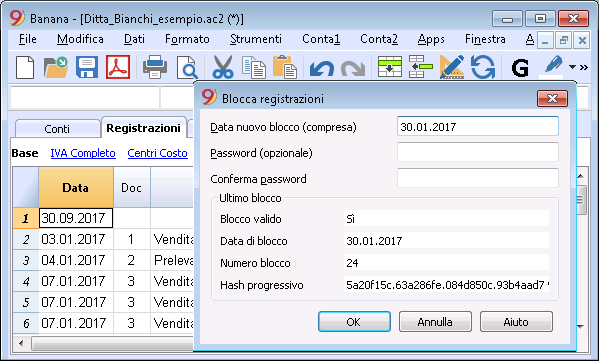 Banana - [Ditta_Bianchi_esempio.ac2 (*)]
File Modifica Dati Formato Strumenti Conta1 Conta2 Apps Finestra A
G
Blocca registrazioni
Data nuovo blocco (compresa) 30.01.2017
Conti Registrazioni
Password (opzionale)
Base IVA Completo Centri Costo
Conferma password
Data Doc
Ultimo blocco
1 30.09.2017
Blocco valido Sì
2 03.01.2017 1 Vendita
Data di blocco 30.01.2017
3 04.01.2017 2 Preleva
Numero blocco 24
4 07.01.2017 3 Vendita
Hash progressivo 5a20f15c.63a286fe.084d850c.93b4aad7
5 07.01.2017 3 Vendita
6 07.01.2017 3 Vendita
OK Annulla Aiuto